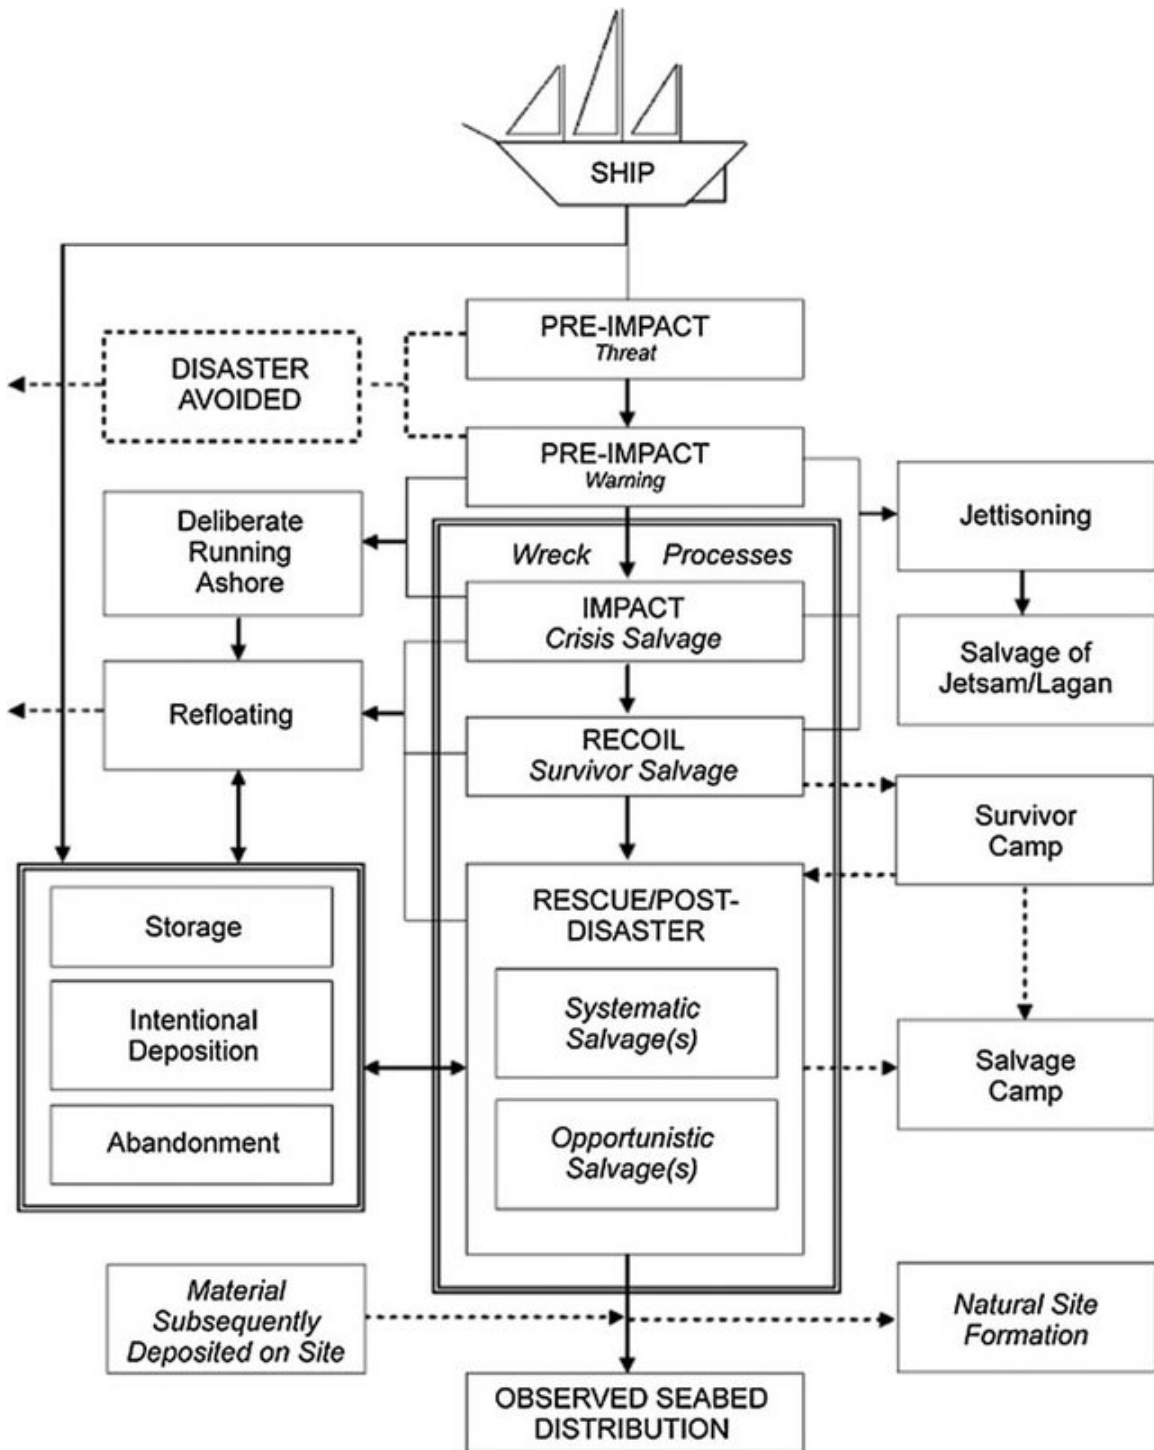 SHIP
PRE-IMPACT
Threat
DISASTER
AVOIDED
PRE-IMPACT
Warning
Deliberate
Running
Ashore
Jettisoning
Wreck Processes
IMPACT
Crisis Salvage
Salvage of
Jetsam/Lagan
Refloating
RECOIL
Survivor Salvage
Survivor
Camp
Storage
Intentional
Deposition
Abandonment
RESCUE/POST-
DISASTER
Systematic
Salvage(s)
Opportunistic
Salvage(s)
Salvage
Camp
Material
Subsequently
Deposited on Site
Natural Site
Formation
OBSERVED SEABED
DISTRIBUTION